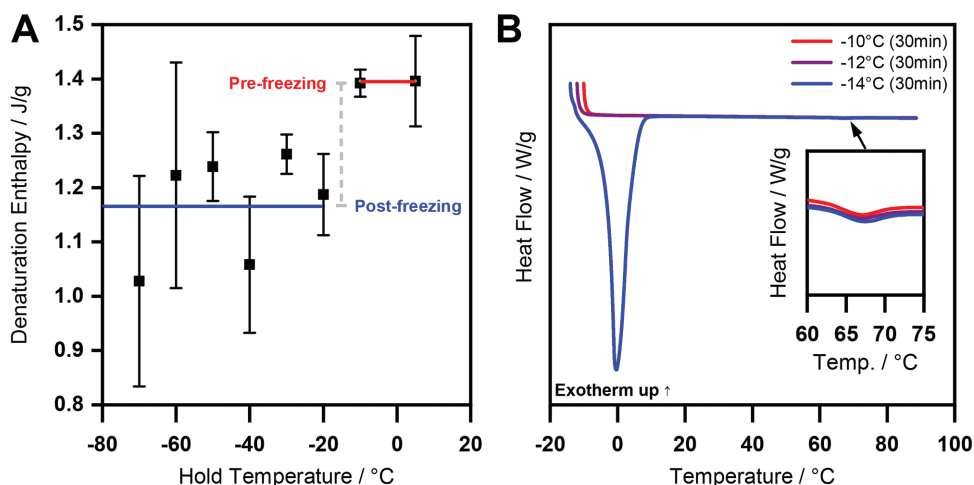 A
Denaturation Enthalpy / J/g
1.5
1.4
1.3
1.2
1.1
1.0
0.9
0.8
Pre-freezing
Post-freezing
-80 -60 -40 -20 0 20
Hold Temperature / °C
B
Heat Flow / W/g
-10°C (30min)
-12°C (30min)
-14°C (30min)
Heat Flow / W/g
60 65 70 75
Temp. / °C
Exotherm up ↑
-20 0 20 40 60 80 100
Temperature / °C